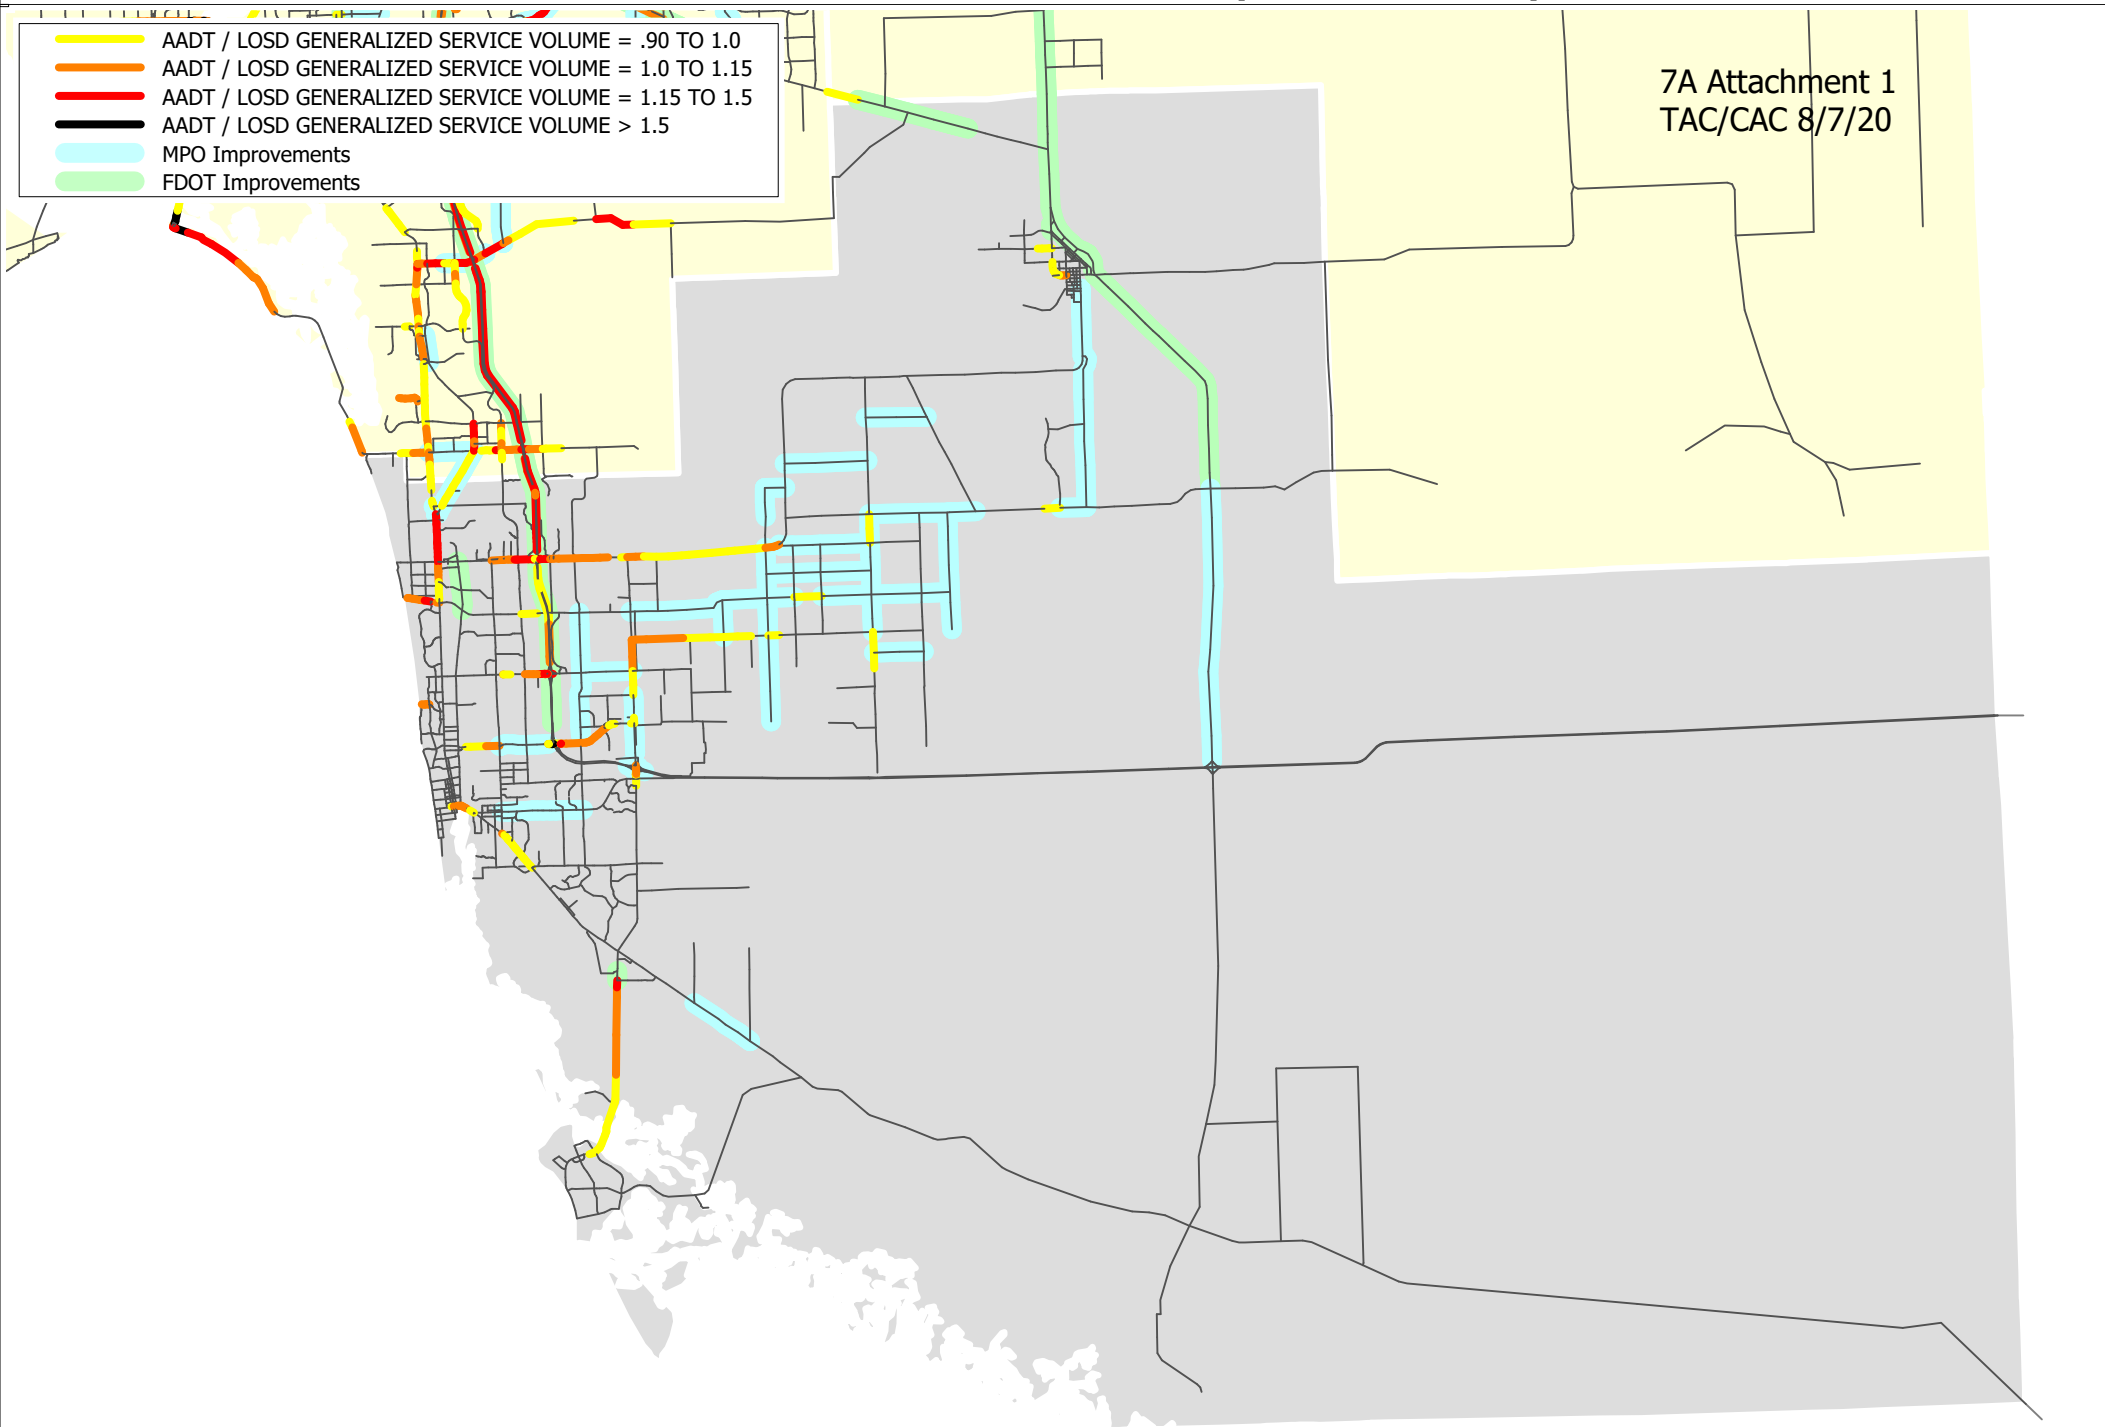 AADT / LOSD GENERALIZED SERVICE VOLUME = .90 TO 1.0
AADT / LOSD GENERALIZED SERVICE VOLUME = 1.0 TO 1.15
AADT / LOSD GENERALIZED SERVICE VOLUME = 1.15 TO 1.5
AADT / LOSD GENERALIZED SERVICE VOLUME > 1.5
MPO Improvements
FDOT Improvements
7A Attachment 1
TAC/CAC 8/7/20